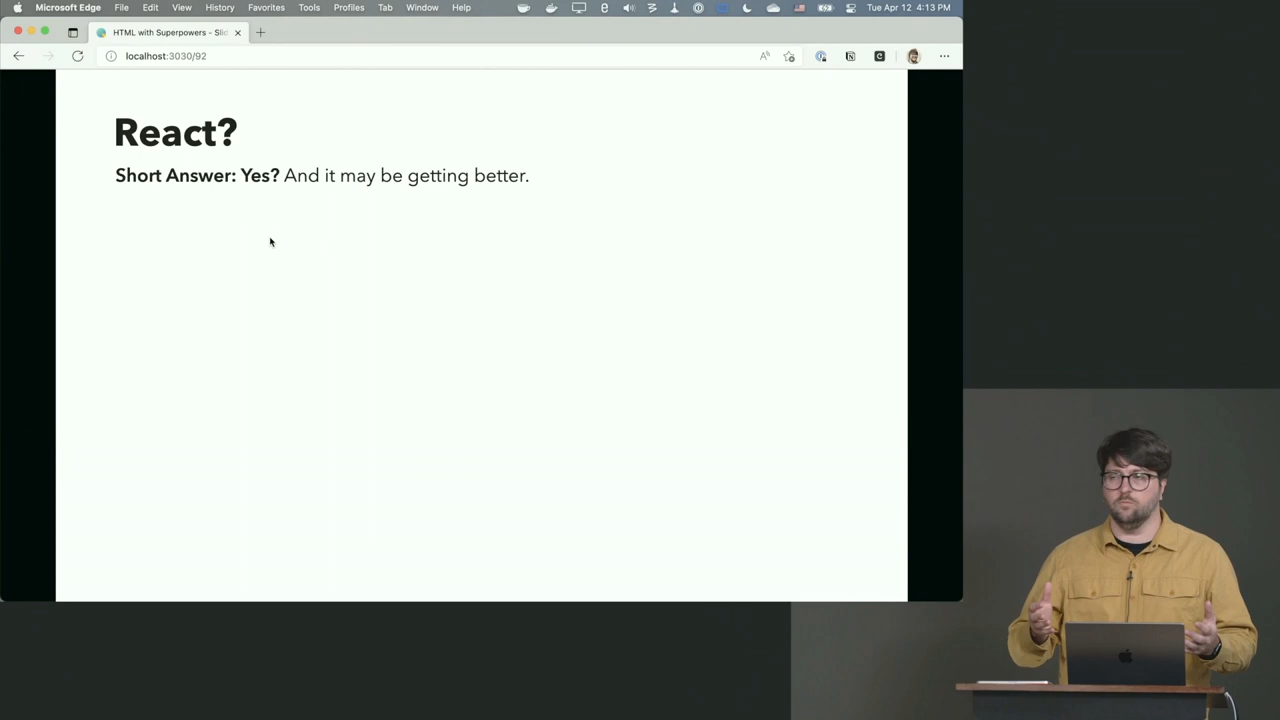 Microsoft Edge File Edit View History Favorites Tools Profiles Tab Window Help Tue Apr 12 4:13 PM
HTML with Superpowers - Slid
localhost:3030/92
React?
Short Answer: Yes? And it may be getting better.